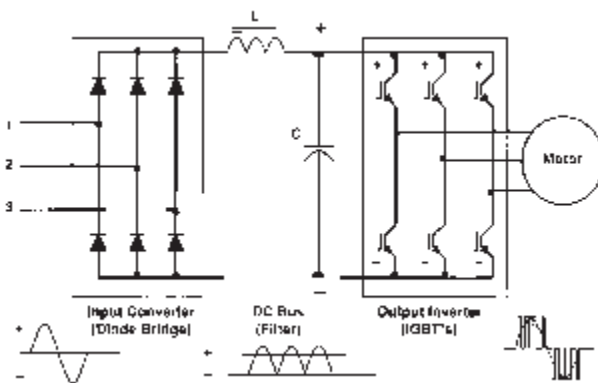 L
+
+ + +
1
2
3
C
Motor
− − −
−
Input Converter
(Diode Bridge)
DC Bus
(Filter)
Output Inverter
(IGBT's)
+
−
+
−